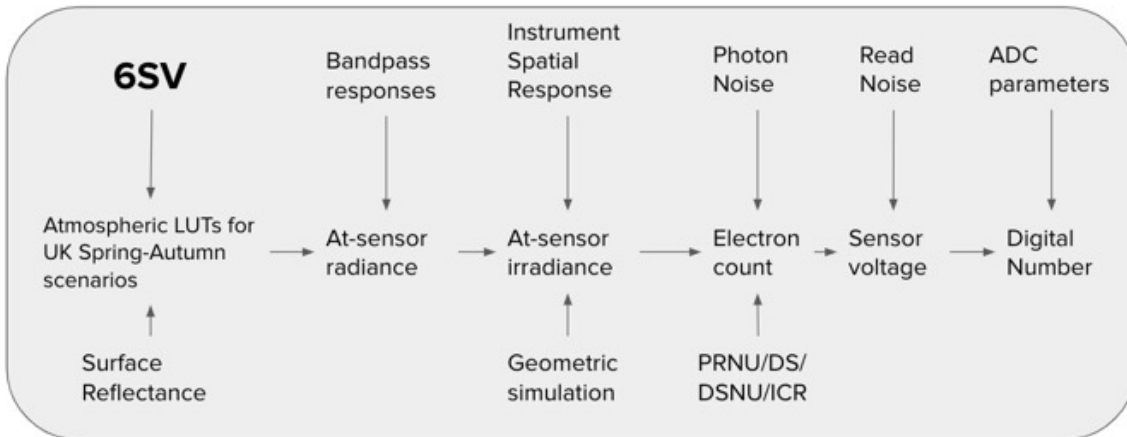 6SV
Bandpass
responses
Instrument
Spatial
Response
Photon
Noise
Read
Noise
ADC
parameters
Atmospheric LUTs for
UK Spring-Autumn
scenarios
At-sensor
radiance
At-sensor
irradiance
Electron
count
Sensor
voltage
Digital
Number
Surface
Reflectance
Geometric
simulation
PRNU/DS/
DSNU/ICR